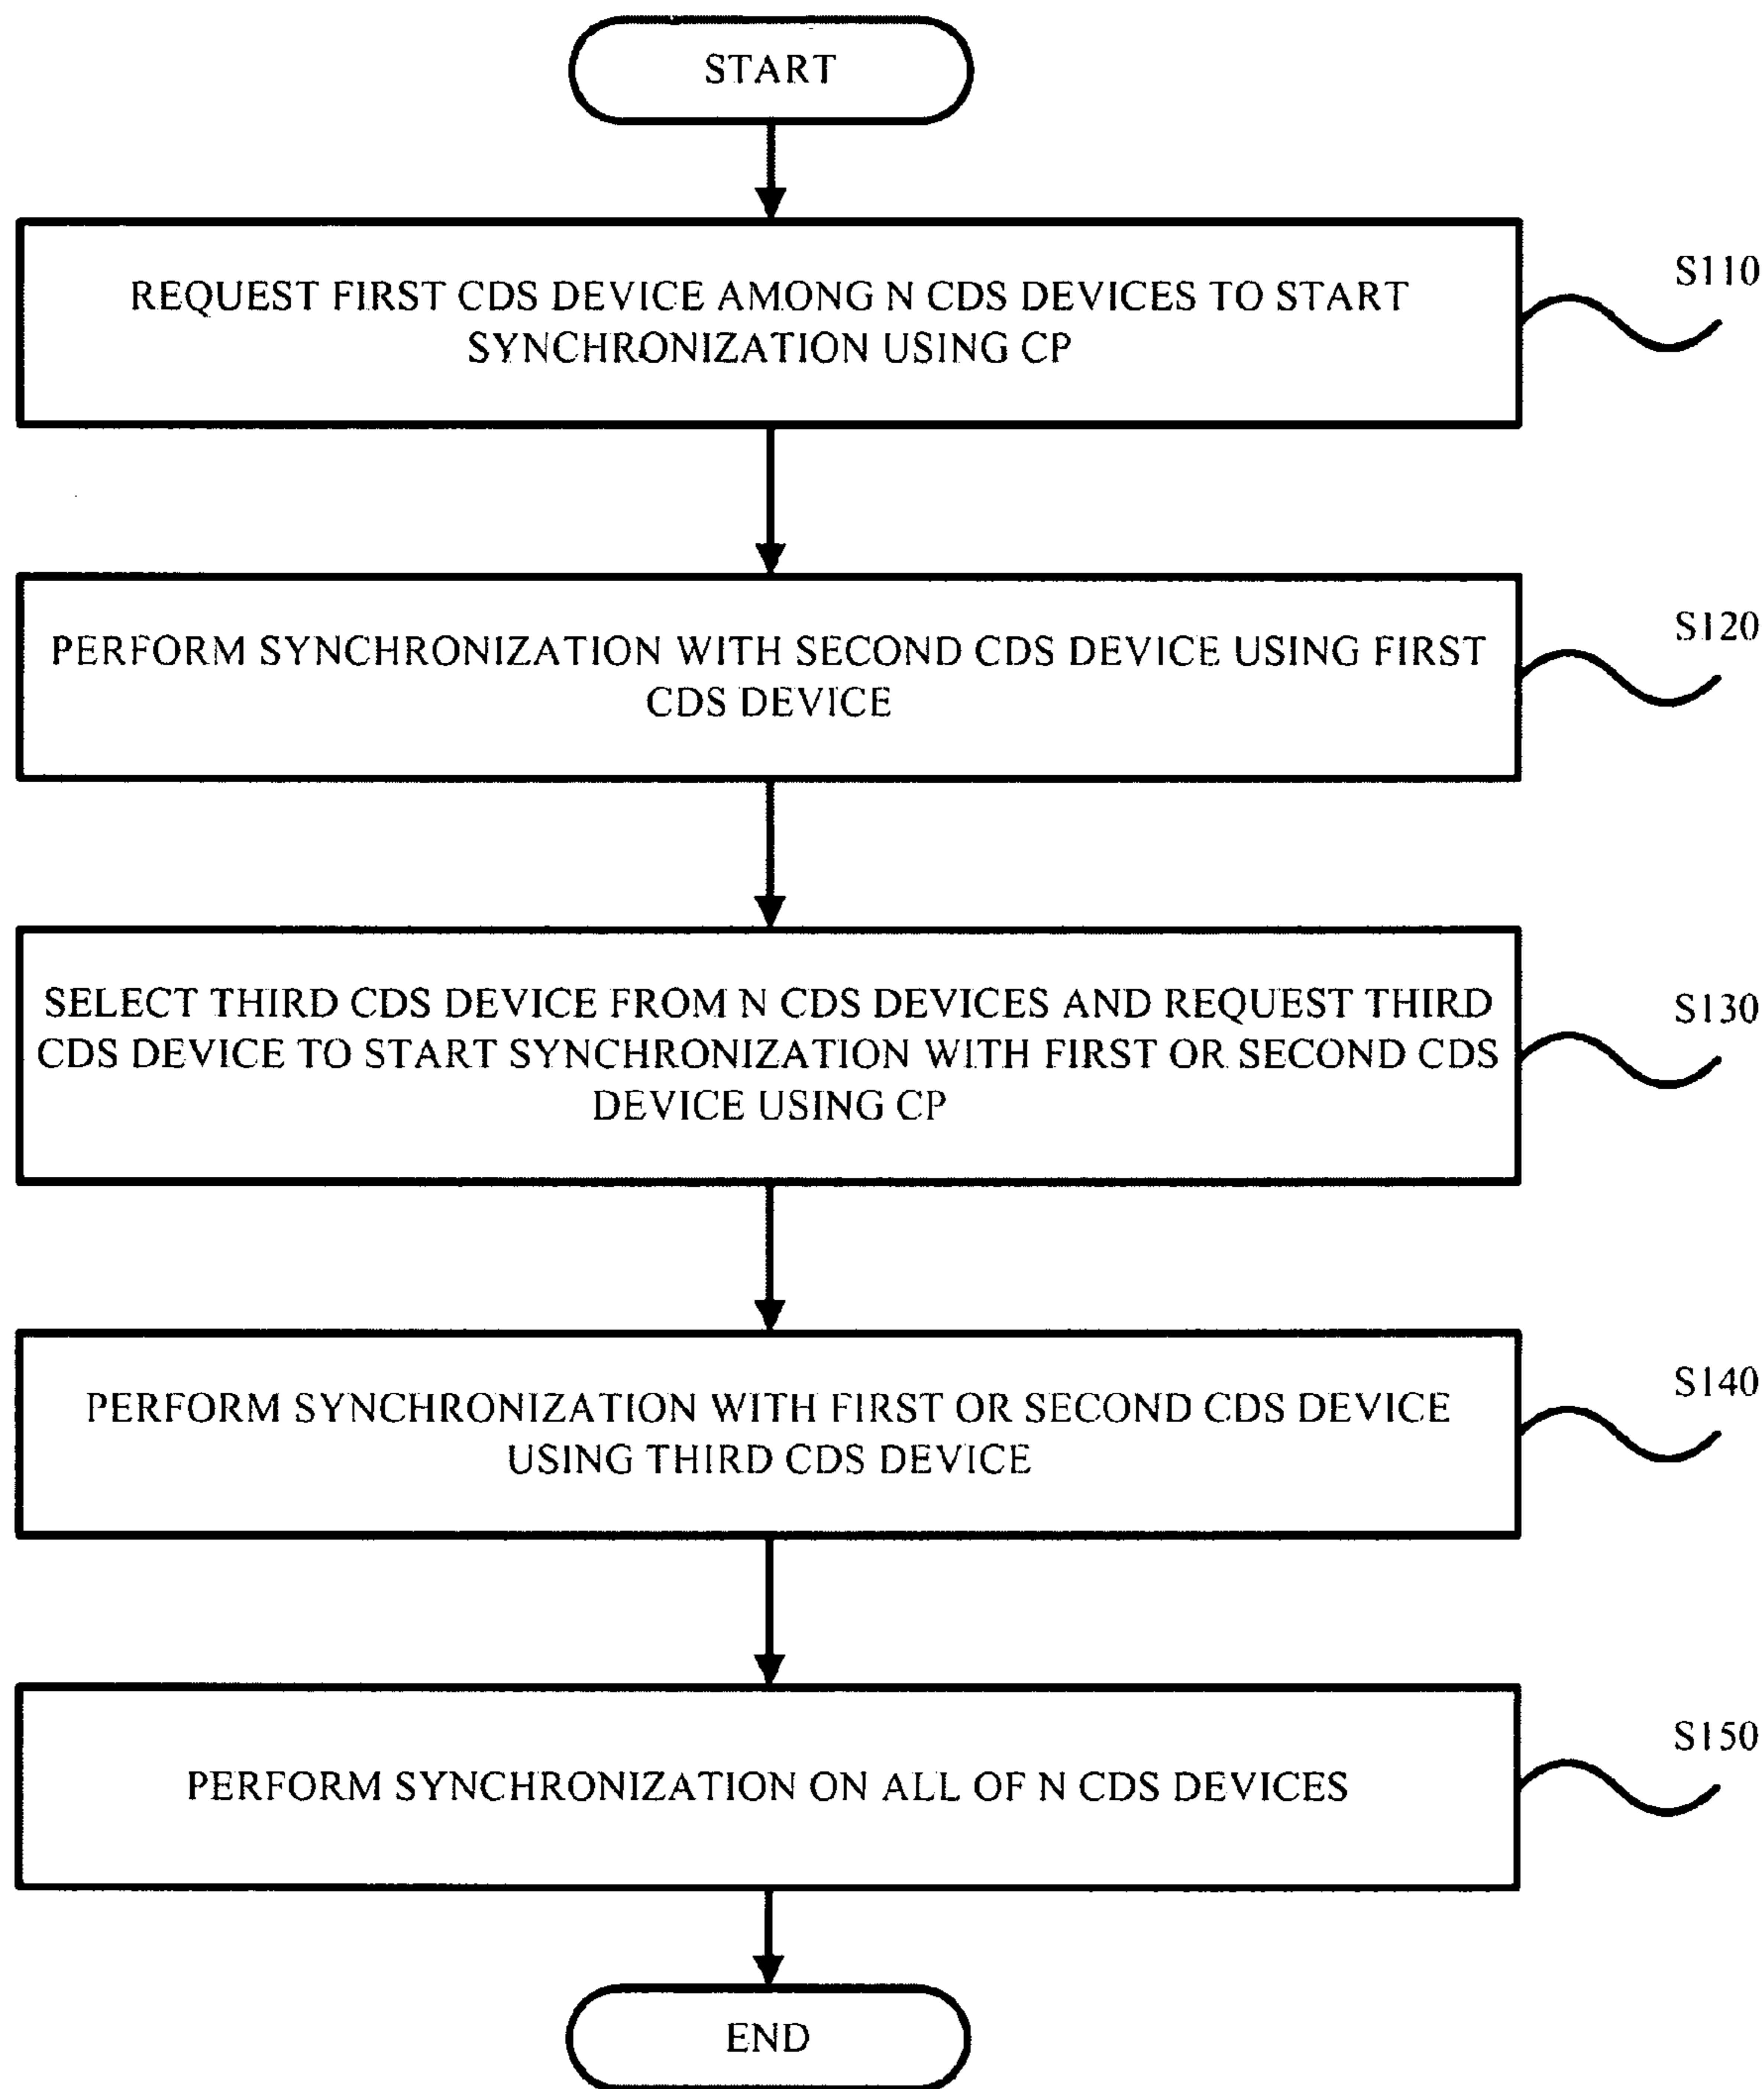 START
REQUEST FIRST CDS DEVICE AMONG N CDS DEVICES TO START
SYNCHRONIZATION USING CP
S110
PERFORM SYNCHRONIZATION WITH SECOND CDS DEVICE USING FIRST
CDS DEVICE
S120
SELECT THIRD CDS DEVICE FROM N CDS DEVICES AND REQUEST THIRD
CDS DEVICE TO START SYNCHRONIZATION WITH FIRST OR SECOND CDS
DEVICE USING CP
S130
PERFORM SYNCHRONIZATION WITH FIRST OR SECOND CDS DEVICE
USING THIRD CDS DEVICE
S140
PERFORM SYNCHRONIZATION ON ALL OF N CDS DEVICES
S150
END